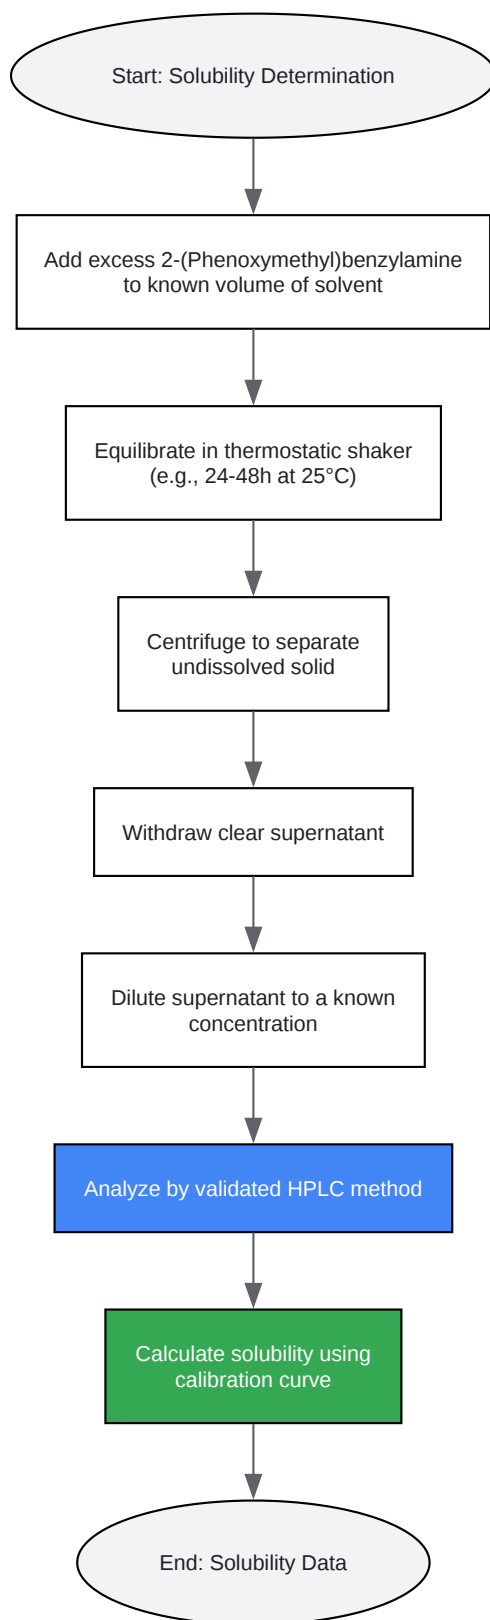 Start: Solubility Determination
Add excess 2-(Phenoxymethyl)benzylamine
to known volume of solvent
Equilibrate in thermostatic shaker
(e.g., 24-48h at 25°C)
Centrifuge to separate
undissolved solid
Withdraw clear supernatant
Dilute supernatant to a known
concentration
Analyze by validated HPLC method
Calculate solubility using
calibration curve
End: Solubility Data